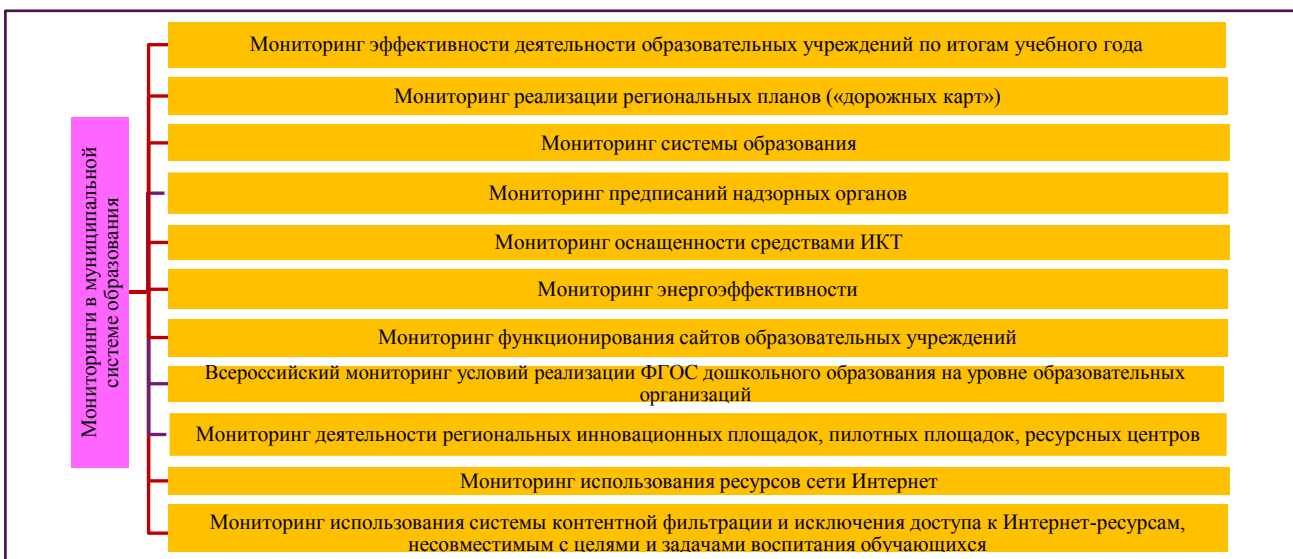 Мониторинги в муниципальной
системе образования
Мониторинг эффективности деятельности образовательных учреждений по итогам учебного года
Мониторинг реализации региональных планов («дорожных карт»)
Мониторинг системы образования
Мониторинг предписаний надзорных органов
Мониторинг оснащенности средствами ИКТ
Мониторинг энергоэффективности
Мониторинг функционирования сайтов образовательных учреждений
Всероссийский мониторинг условий реализации ФГОС дошкольного образования на уровне образовательных
организаций
Мониторинг деятельности региональных инновационных площадок, пилотных площадок, ресурсных центров
Мониторинг использования ресурсов сети Интернет
Мониторинг использования системы контентной фильтрации и исключения доступа к Интернет-ресурсам,
несовместимым с целями и задачами воспитания обучающихся